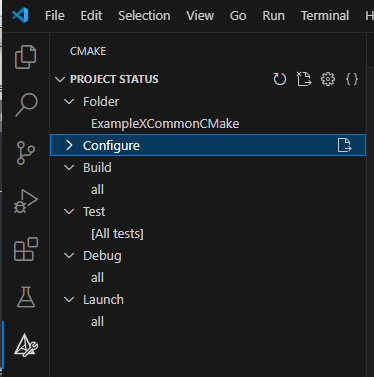 File Edit Selection View Go Run Terminal H
CMAKE
PROJECT STATUS
Folder
ExampleXCommonCMake
Configure
Build
all
Test
[All tests]
Debug
all
Launch
all